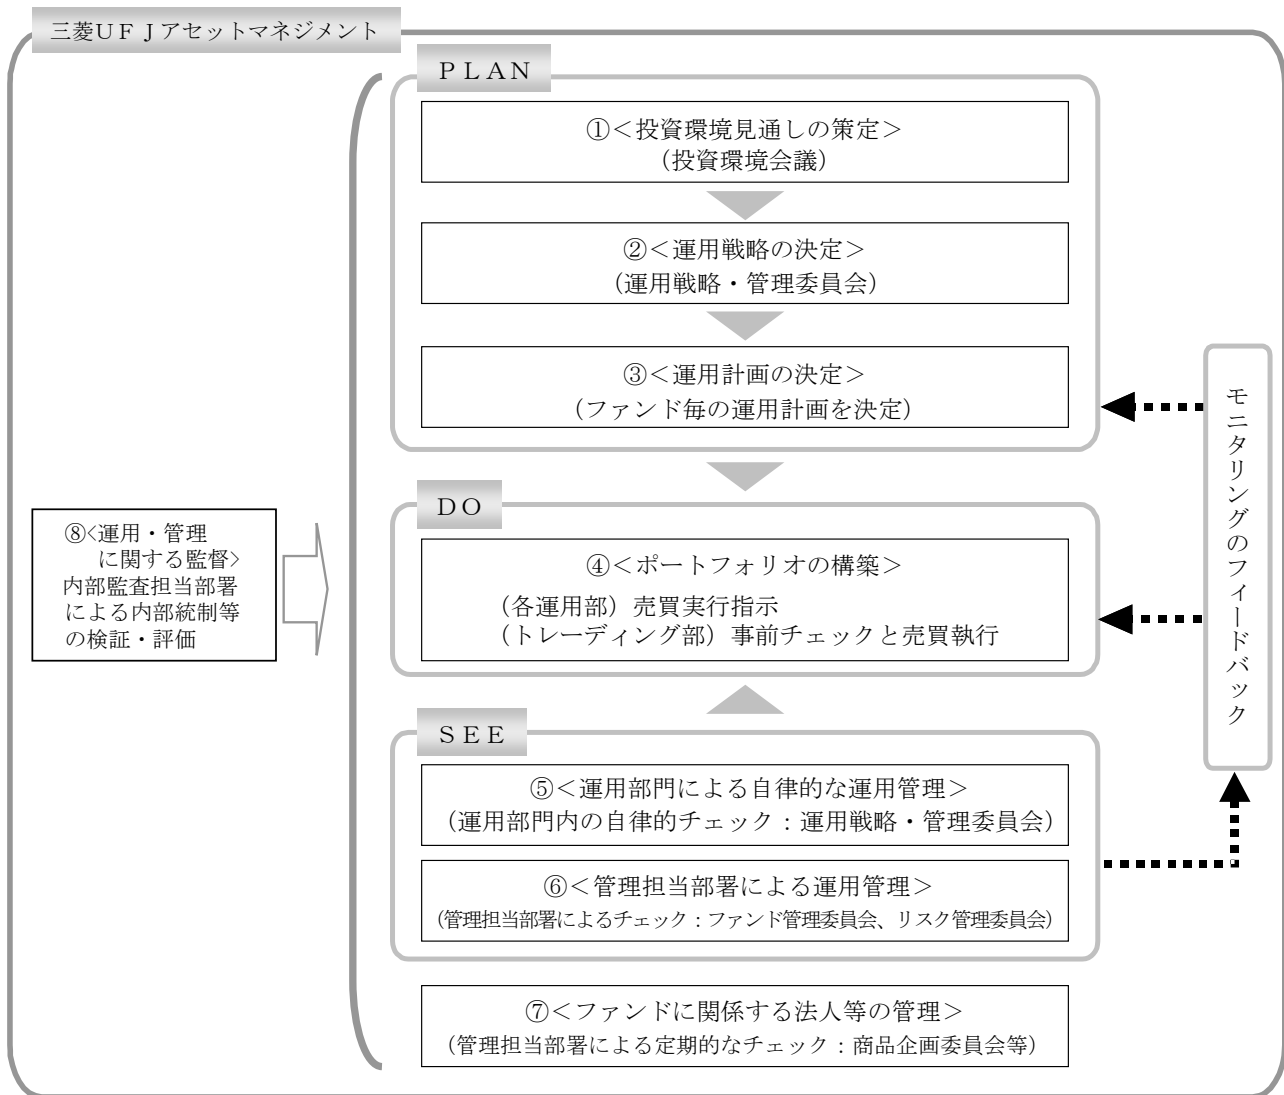 三菱UFJアセットマネジメント
PLAN
①<投資環境見通しの策定>
(投資環境会議)
②<運用戦略の決定>
(運用戦略・管理委員会)
③<運用計画の決定>
(ファンド毎の運用計画を決定)
DO
④<ポートフォリオの構築>
(各運用部)売買実行指示
(トレーディング部)事前チェックと売買執行
SEE
⑤<運用部門による自律的な運用管理>
(運用部門内の自律的チェック:運用戦略・管理委員会)
⑥<管理担当部署による運用管理>
(管理担当部署によるチェック:ファンド管理委員会、リスク管理委員会)
⑦<ファンドに関係する法人等の管理>
(管理担当部署による定期的なチェック:商品企画委員会等)
⑧<運用・管理
に関する監督>
内部監査担当部署
による内部統制等
の検証・評価
モニタリングのフィードバック